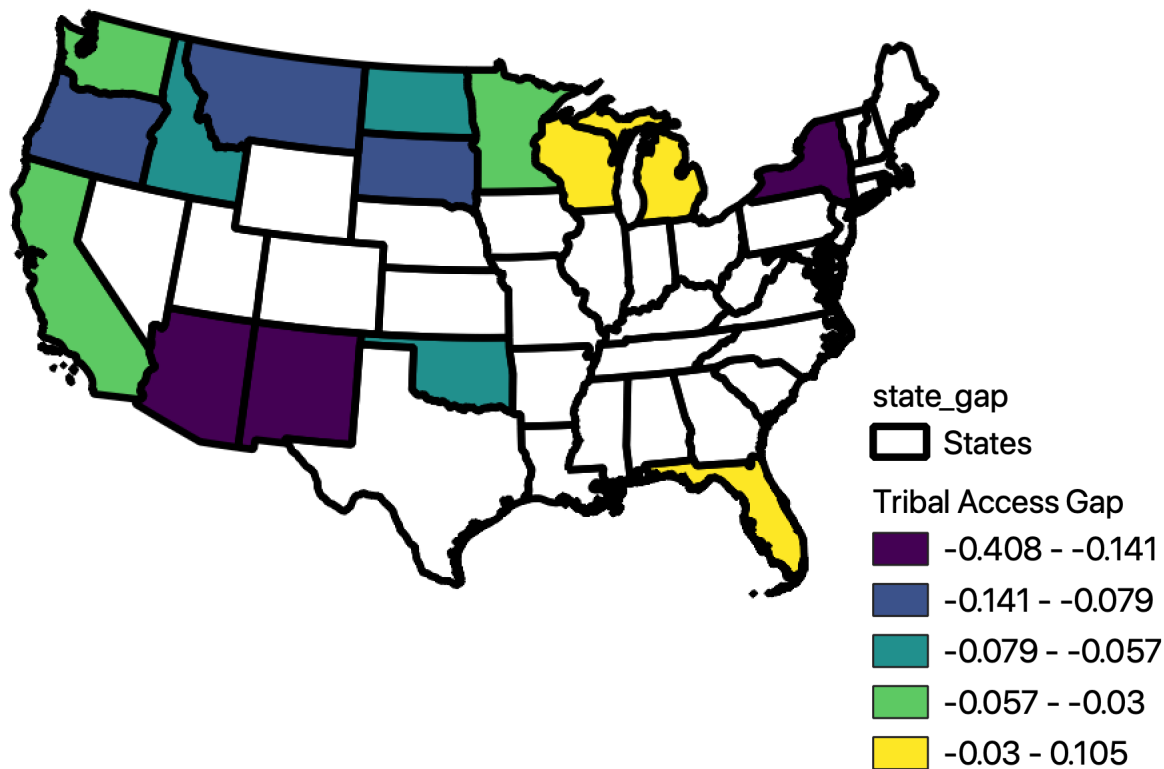 state_gap
States
Tribal Access Gap
-0.408 - -0.141
-0.141 - -0.079
-0.079 - -0.057
-0.057 - -0.03
-0.03 - 0.105